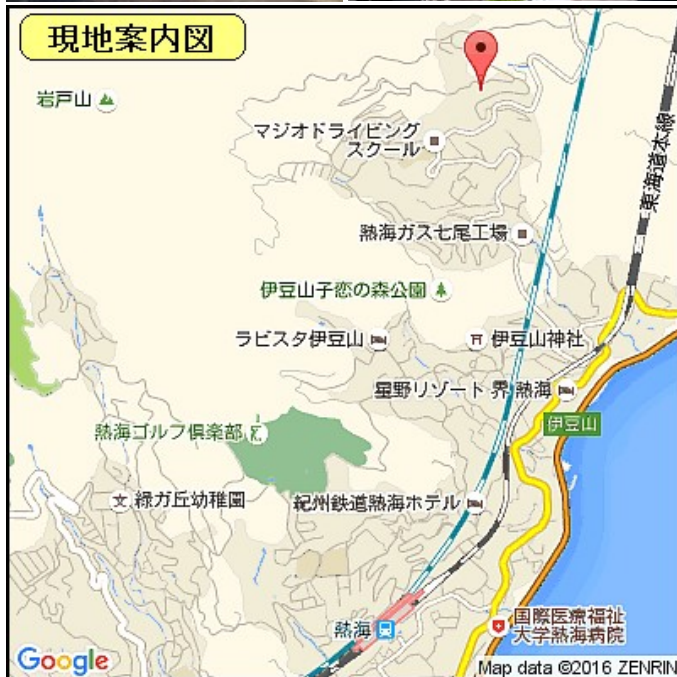 現地案内図
岩戸山
マジオドライビング
スクール
東海道本線
熱海ガス七尾工場
伊豆山子恋の森公園
ラビスタ伊豆山
伊豆山神社
星野リゾート 界 熱海
伊豆山
熱海ゴルフ倶楽部
緑ガ丘幼稚園
紀州鉄道熱海ホテル
熱海
国際医療福祉
大学熱海病院
Google
Map data ©2016 ZENRIN